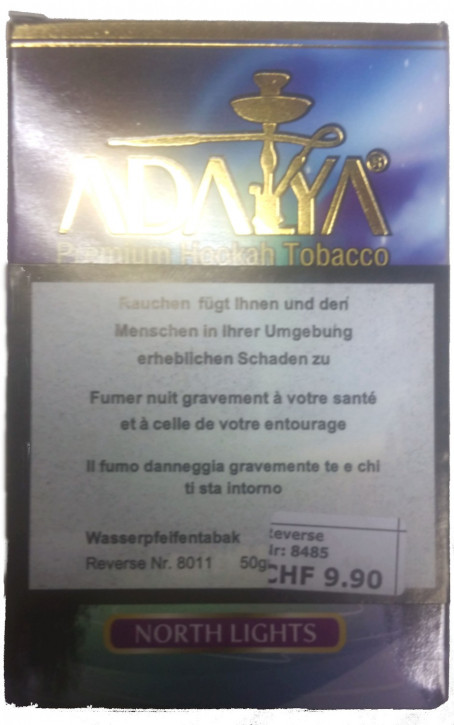 ADALYA®
Premium Hookah Tobacco
Rauchen fügt Ihnen und den
Menschen in Ihrer Umgebung
erheblichen Schaden zu
Fumer nuit gravement à votre santé
et à celle de votre entourage
Il fumo danneggia gravemente te e chi
ti sta intorno
Wasserpfeifentabak
Reverse Nr. 8011 50g
Reverse
Nr: 8485
CHF 9.90
NORTH LIGHTS